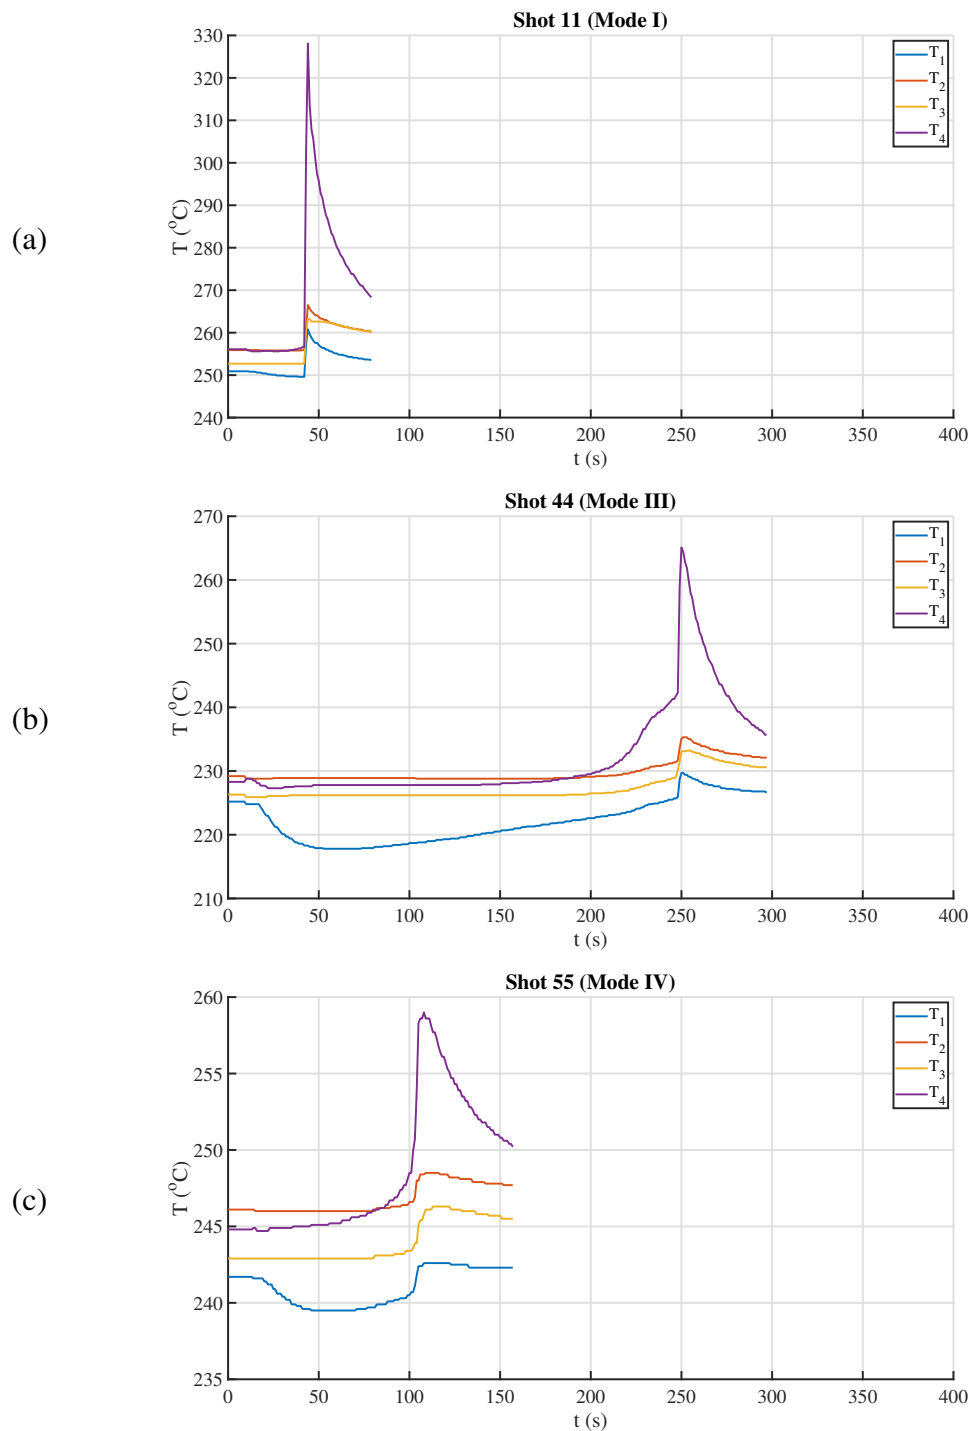 Shot 11 (Mode I)
(a)
T (°C)
330
320
310
300
290
280
270
260
250
240
0 50 100 150 200 250 300 350 400
t (s)
T1
T2
T3
T4
Shot 44 (Mode III)
(b)
T (°C)
270
260
250
240
230
220
210
0 50 100 150 200 250 300 350 400
t (s)
T1
T2
T3
T4
Shot 55 (Mode IV)
(c)
T (°C)
260
255
250
245
240
235
0 50 100 150 200 250 300 350 400
t (s)
T1
T2
T3
T4